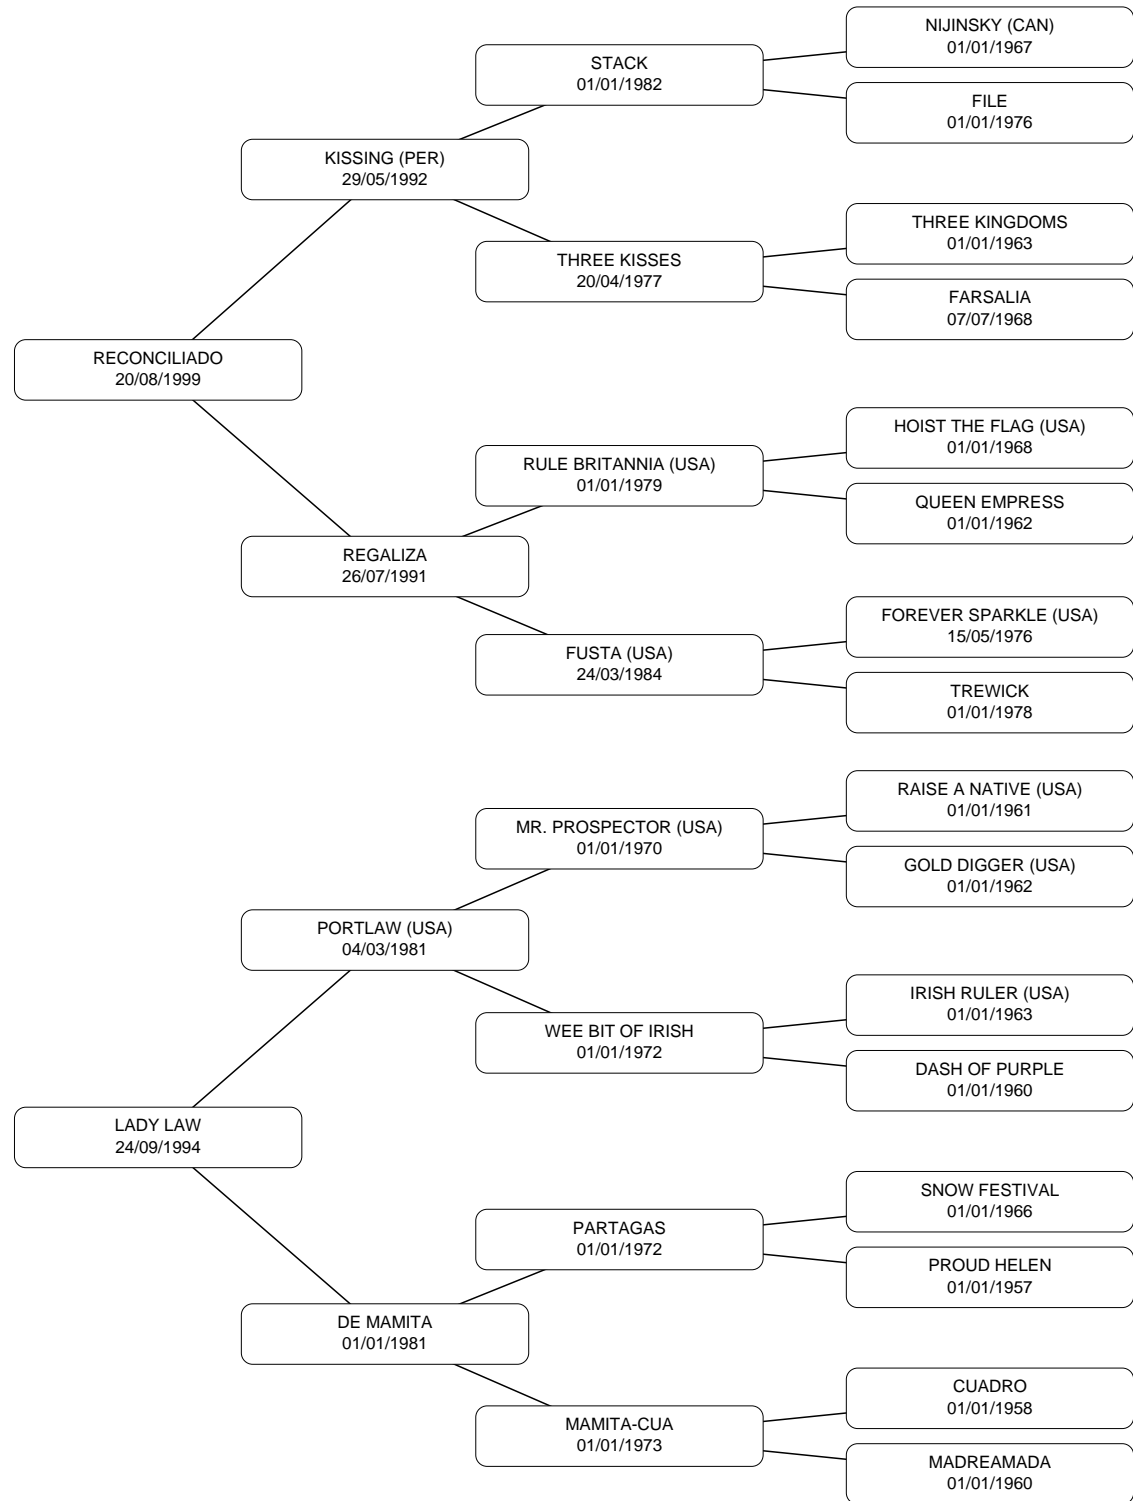 NIJINSKY (CAN)
01/01/1967
STACK
01/01/1982
FILE
01/01/1976
KISSING (PER)
29/05/1992
THREE KINGDOMS
01/01/1963
THREE KISSES
20/04/1977
FARSALIA
07/07/1968
RECONCILIADO
20/08/1999
HOIST THE FLAG (USA)
01/01/1968
RULE BRITANNIA (USA)
01/01/1979
QUEEN EMPRESS
01/01/1962
REGALIZA
26/07/1991
FOREVER SPARKLE (USA)
15/05/1976
FUSTA (USA)
24/03/1984
TREWICK
01/01/1978
RAISE A NATIVE (USA)
01/01/1961
MR. PROSPECTOR (USA)
01/01/1970
GOLD DIGGER (USA)
01/01/1962
PORTLAW (USA)
04/03/1981
IRISH RULER (USA)
01/01/1963
WEE BIT OF IRISH
01/01/1972
DASH OF PURPLE
01/01/1960
LADY LAW
24/09/1994
SNOW FESTIVAL
01/01/1966
PARTAGAS
01/01/1972
PROUD HELEN
01/01/1957
DE MAMITA
01/01/1981
CUADRO
01/01/1958
MAMITA-CUA
01/01/1973
MADREAMADA
01/01/1960